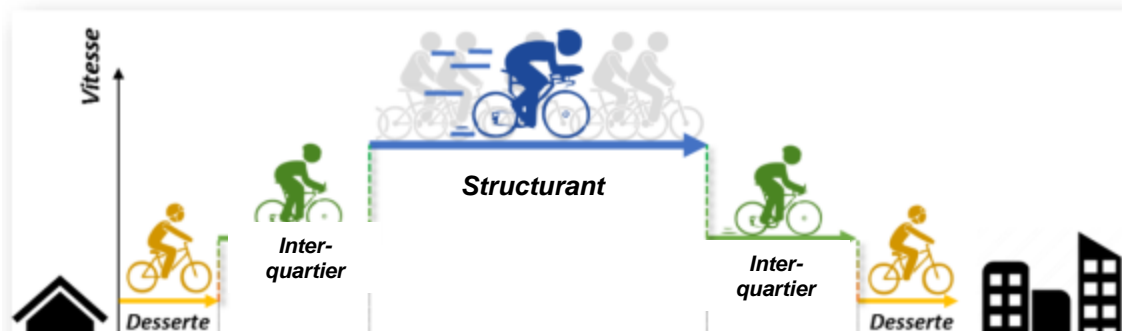 Vitesse
Structurant
Inter-
quartier
Inter-
quartier
Desserte
Desserte